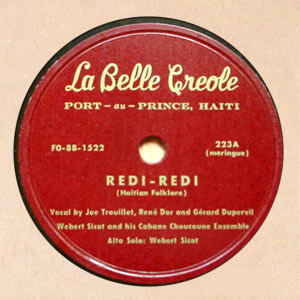 La Belle Creole
PORT-au-PRINCE, HAITI
FO-8B-1522
223A
(meringue)
REDI-REDI
(Haitian Folklore)
Vocal by Joe Trouillot, René Dor and Gérard Dupervil
Webert Sicot and his Cabane Choucoune Ensemble
Alto Solo: Webert Sicot